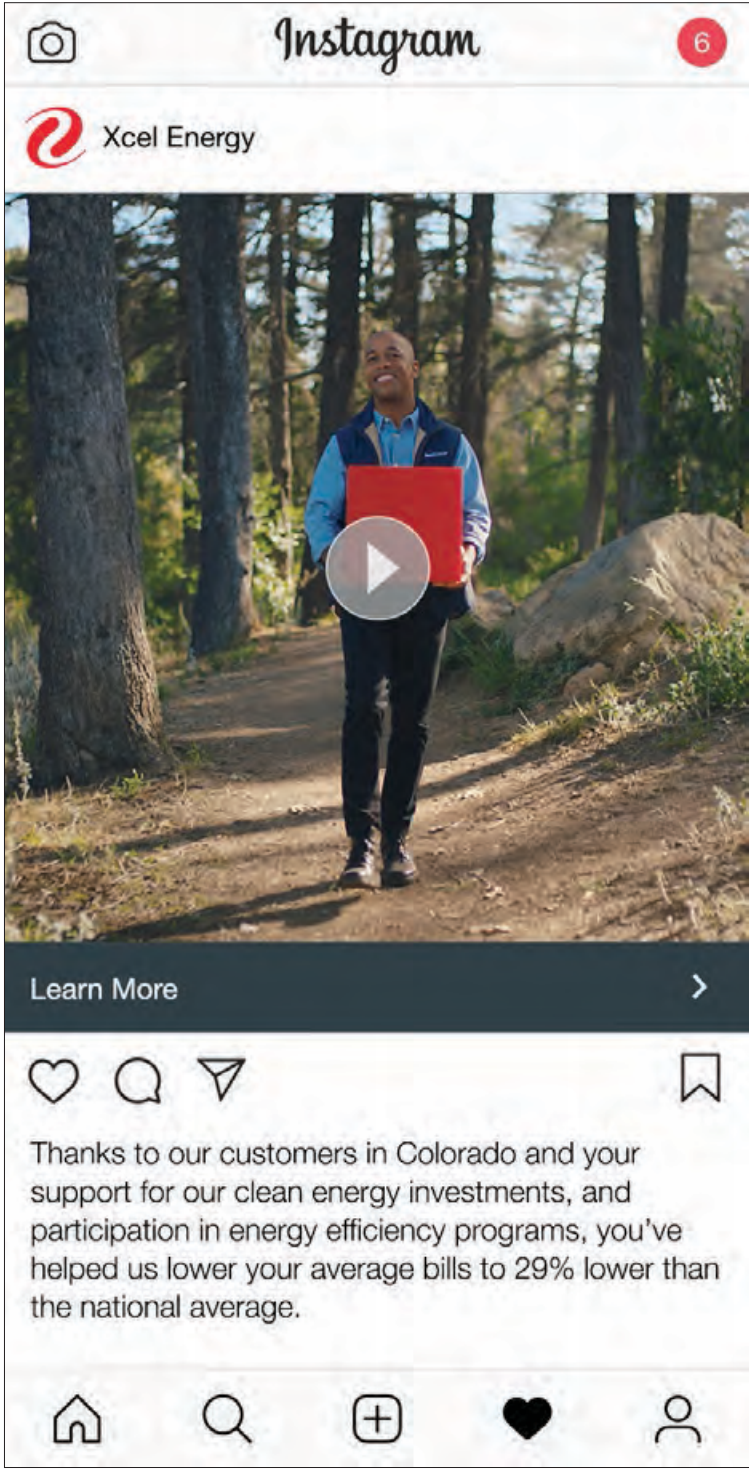 Instagram
6
Xcel Energy
Learn More
Thanks to our customers in Colorado and your
support for our clean energy investments, and
participation in energy efficiency programs, you’ve
helped us lower your average bills to 29% lower than
the national average.